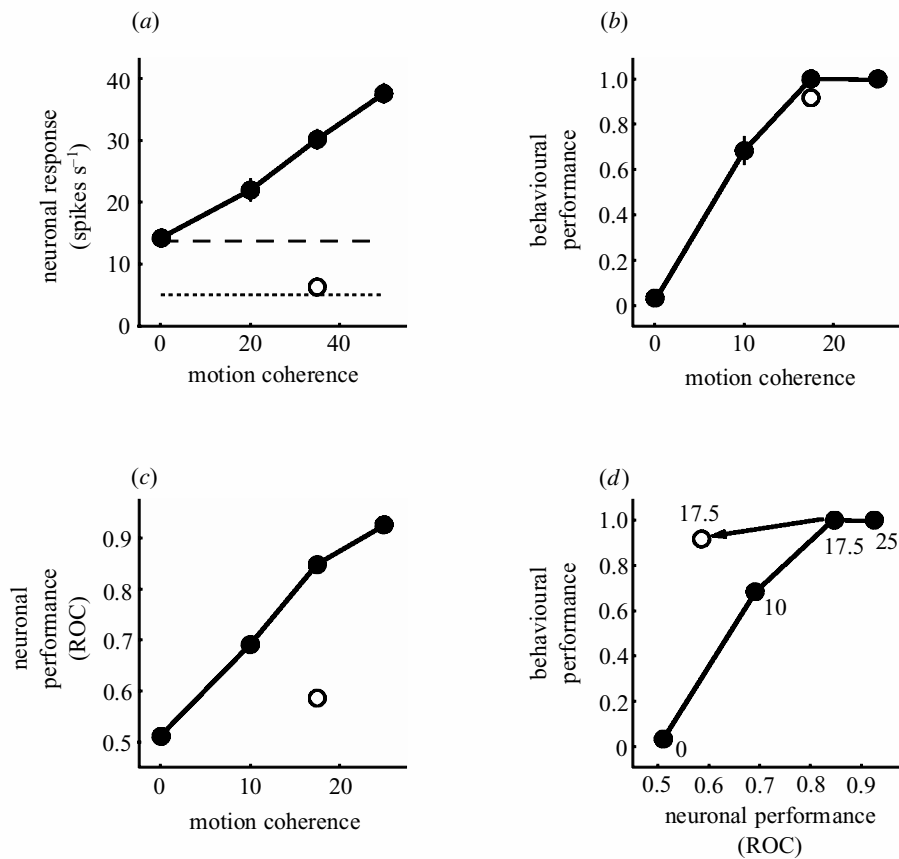 (a)
neuronal response
(spikes s⁻¹)
40
30
20
10
0
0 20 40
motion coherence
(b)
behavioural
performance
1.0
0.8
0.6
0.4
0.2
0
0 10 20
motion coherence
(c)
neuronal
performance
(ROC)
0.9
0.8
0.7
0.6
0.5
0 10 20
motion coherence
(d)
behavioural
performance
1.0
0.8
0.6
0.4
0.2
0
17.5
17.5
25
10
0
0.5 0.6 0.7 0.8 0.9
neuronal performance
(ROC)